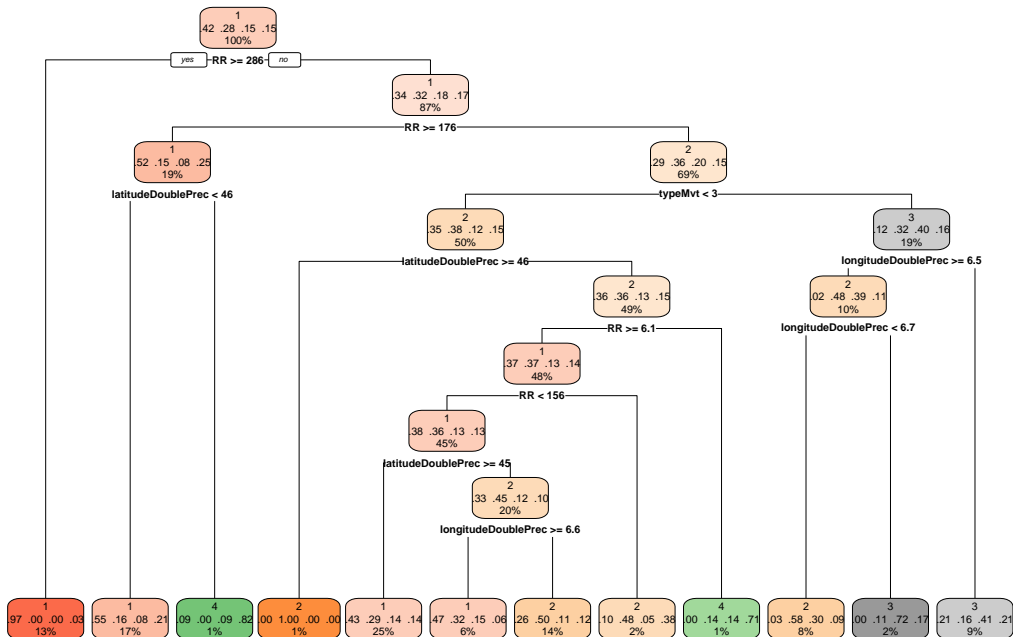 1
.42 .28 .15 .15
100%
yes RR >= 286 no
1
.34 .32 .18 .17
87%
RR >= 176
1
.52 .15 .08 .25
19%
2
.29 .36 .20 .15
69%
latitudeDoublePrec < 46
typeMvt < 3
2
.35 .38 .12 .15
50%
3
.12 .32 .40 .16
19%
latitudeDoublePrec >= 46
longitudeDoublePrec >= 6.5
2
.36 .36 .13 .15
49%
2
.02 .48 .39 .11
10%
RR >= 6.1
longitudeDoublePrec < 6.7
1
.37 .37 .13 .14
48%
RR < 156
1
.38 .36 .13 .13
45%
latitudeDoublePrec >= 45
2
.33 .45 .12 .10
20%
longitudeDoublePrec >= 6.6
1
.97 .00 .00 .03
13%
1
.55 .16 .08 .21
17%
4
.09 .00 .09 .82
1%
2
.00 1.00 .00 .00
1%
1
.43 .29 .14 .14
25%
1
.47 .32 .15 .06
6%
2
.26 .50 .11 .12
14%
2
.10 .48 .05 .38
2%
4
.00 .14 .14 .71
1%
2
.03 .58 .30 .09
8%
3
.00 .11 .72 .17
2%
3
.21 .16 .41 .21
9%